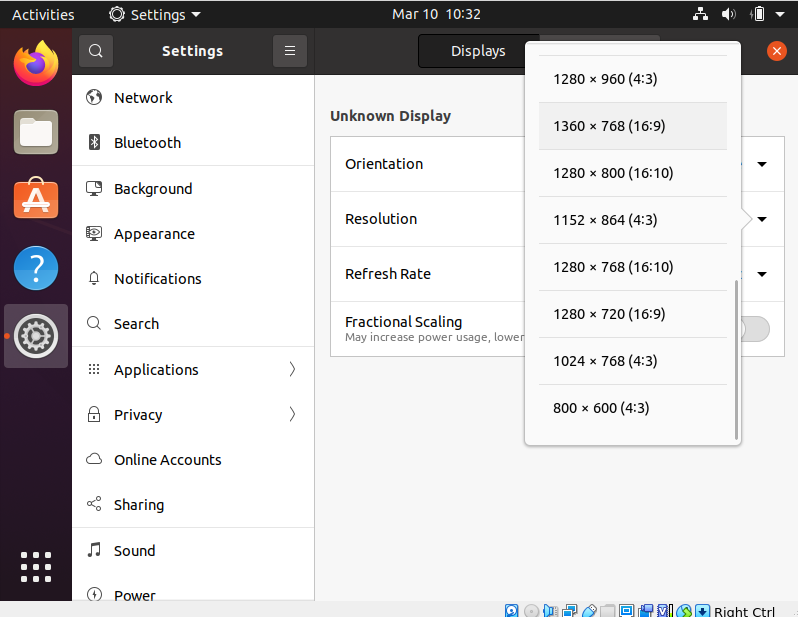 Activities
Settings
Mar 10 10:32
Settings
Displays
Network
Bluetooth
Background
Appearance
Notifications
Search
Applications
Privacy
Online Accounts
Sharing
Sound
Power
Unknown Display
Orientation
Resolution
Refresh Rate
Fractional Scaling
May increase power usage, lower
1280 × 960 (4:3)
1360 × 768 (16:9)
1280 × 800 (16:10)
1152 × 864 (4:3)
1280 × 768 (16:10)
1280 × 720 (16:9)
1024 × 768 (4:3)
800 × 600 (4:3)
Right Ctrl